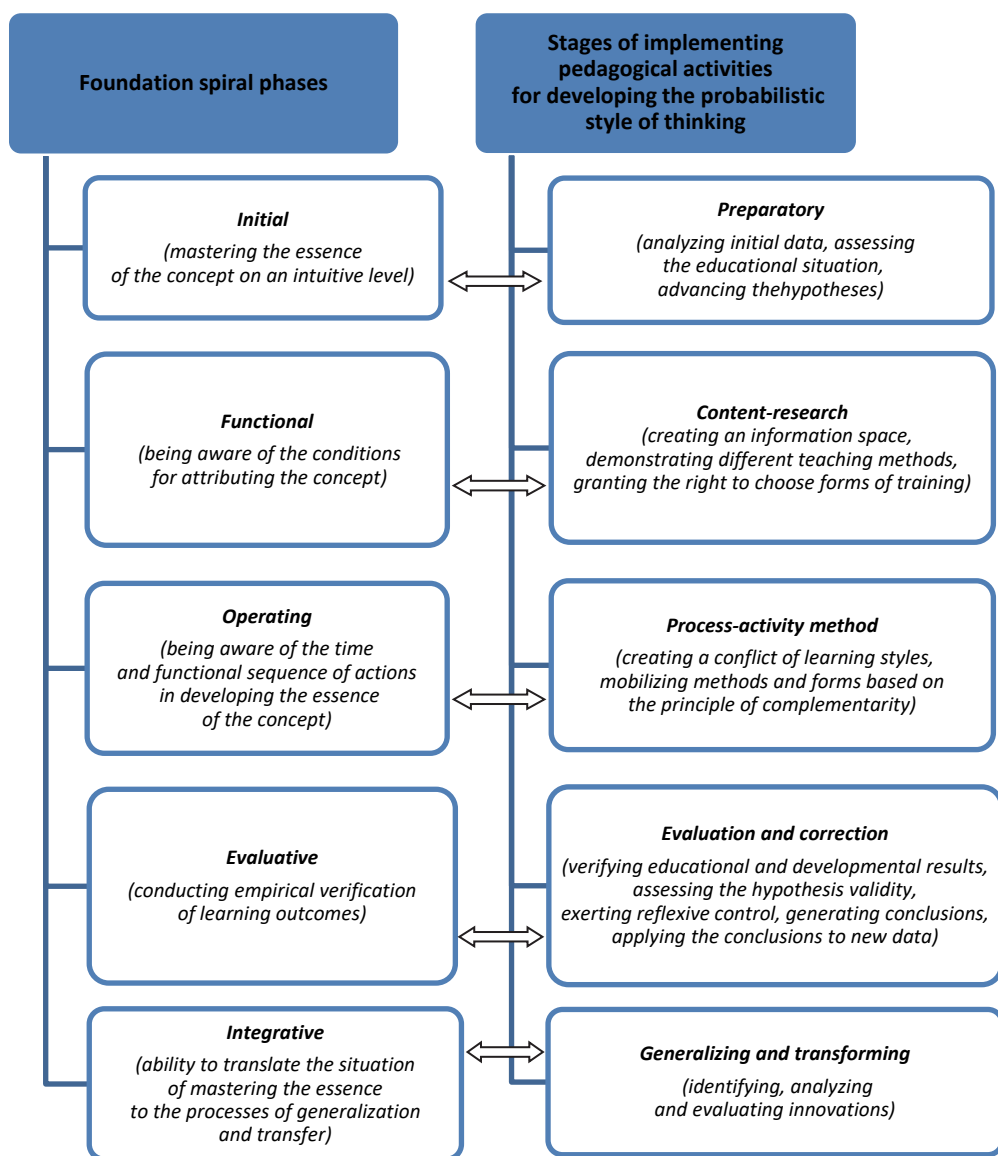 Foundation spiral phases
Initial
(mastering the essence
of the concept on an intuitive level)
Functional
(being aware of the conditions
for attributing the concept)
Operating
(being aware of the time
and functional sequence of actions
in developing the essence
of the concept)
Evaluative
(conducting empirical verification
of learning outcomes)
Integrative
(ability to translate the situation
of mastering the essence
to the processes of generalization
and transfer)
Stages of implementing
pedagogical activities
for developing the probabilistic
style of thinking
Preparatory
(analyzing initial data, assessing
the educational situation,
advancing thehypotheses)
Content-research
(creating an information space,
demonstrating different teaching methods,
granting the right to choose forms of training)
Process-activity method
(creating a conflict of learning styles,
mobilizing methods and forms based on
the principle of complementarity)
Evaluation and correction
(verifying educational and developmental results,
assessing the hypothesis validity,
exerting reflexive control, generating conclusions,
applying the conclusions to new data)
Generalizing and transforming
(identifying, analyzing
and evaluating innovations)